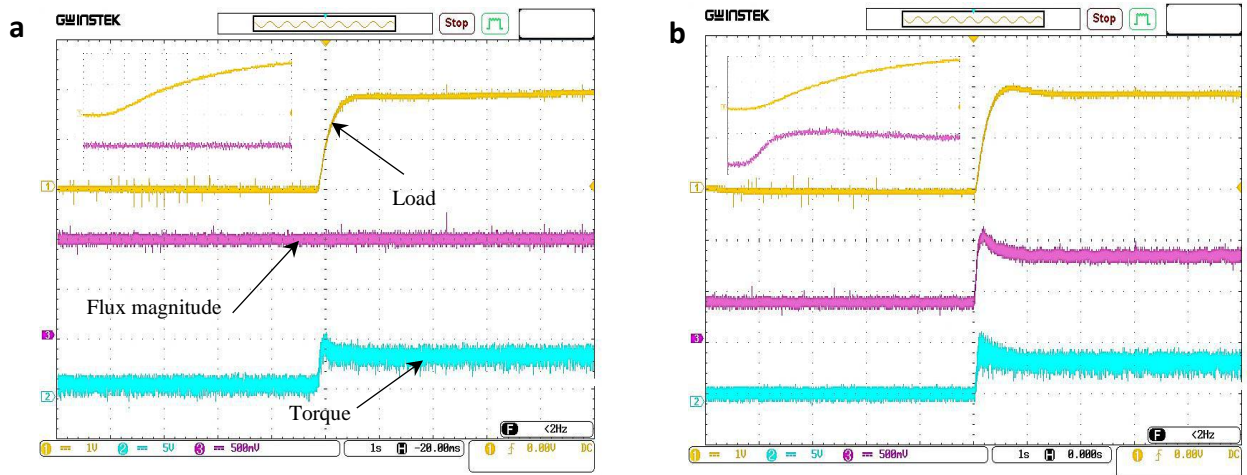 a
GWINSTEK
Stop
1
Load
Flux magnitude
3
2
Torque
F <2Hz
1 1V 2 5V 3 500mV
1s H -20.00ms
1 0.00V DC
b
GWINSTEK
Stop
1
3
2
F <2Hz
1 1V 2 5V 3 500mV
1s H 0.000s
1 0.00V DC